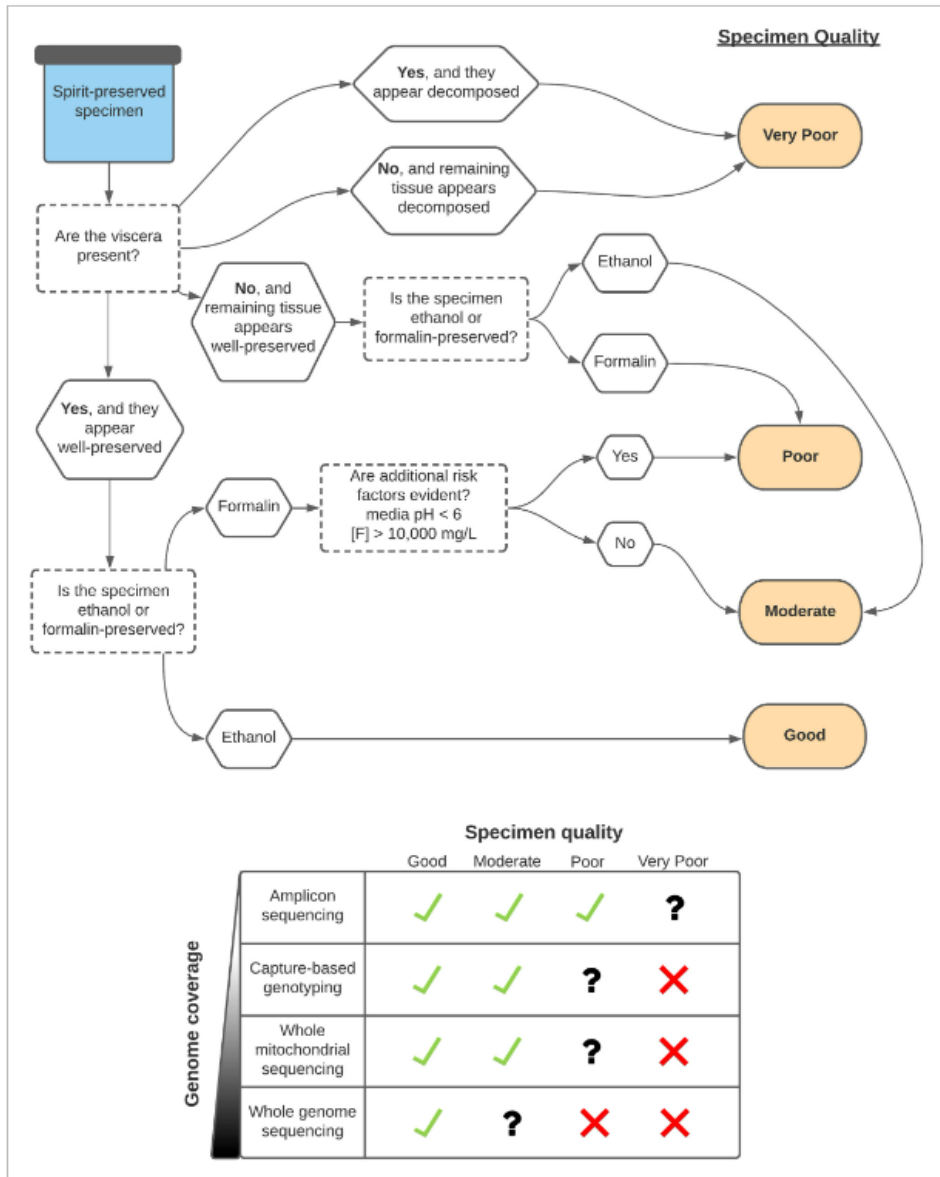 Specimen Quality
Spirit-preserved
specimen
Yes, and they
appear decomposed
Very Poor
No, and remaining
tissue appears
decomposed
Are the viscera
present?
No, and
remaining tissue
appears
well-preserved
Is the specimen
ethanol or
formalin-preserved?
Ethanol
Formalin
Yes, and they
appear
well-preserved
Poor
Formalin
Are additional risk
factors evident?
media pH < 6
[F] > 10,000 mg/L
Yes
No
Is the specimen
ethanol or
formalin-preserved?
Moderate
Ethanol
Good
Specimen quality
Good Moderate Poor Very Poor
Genome coverage
Amplicon
sequencing
?
Capture-based
genotyping
?
Whole
mitochondrial
sequencing
?
Whole genome
sequencing
?